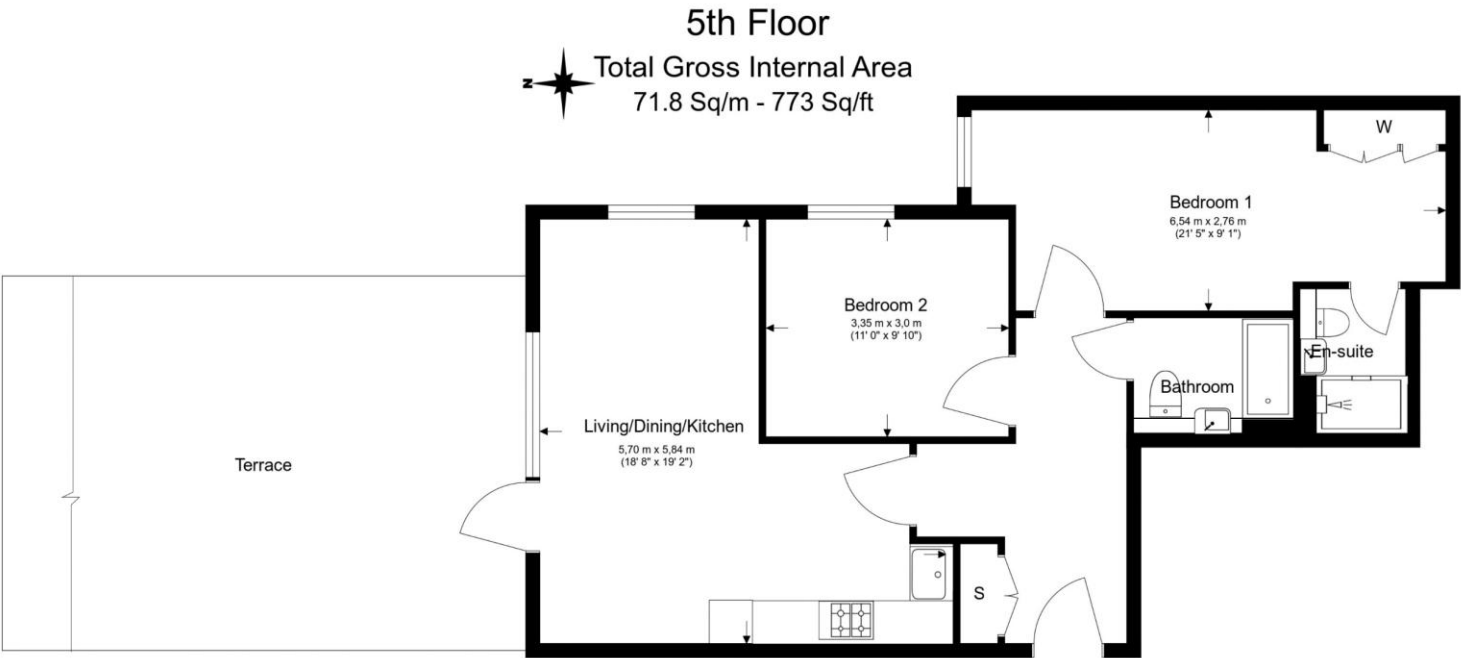 5th Floor
Total Gross Internal Area
71.8 Sq/m - 773 Sq/ft
N
W
Bedroom 1
6,54 m x 2,76 m
(21' 5" x 9' 1")
Bedroom 2
3,35 m x 3,0 m
(11' 0" x 9' 10")
En-suite
Bathroom
Living/Dining/Kitchen
5,70 m x 5,84 m
(18' 8" x 19' 2")
Terrace
S